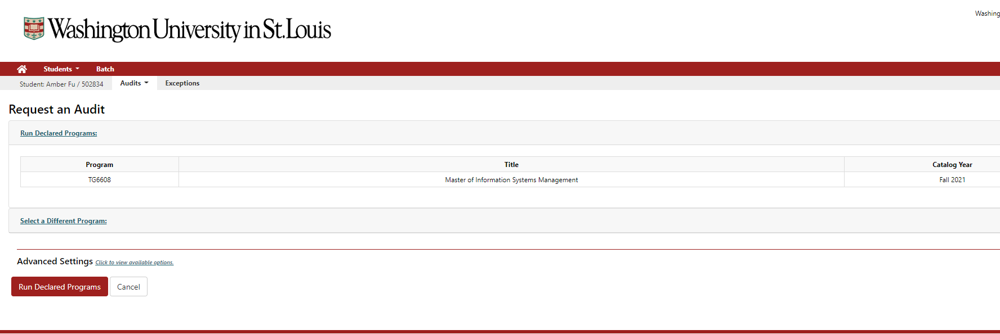 Washington University in St. Louis
Students
Batch
Student: Amber Fu / 502834
Audits
Exceptions
Request an Audit
Run Declared Programs:
Program
Title
Catalog Year
TG6608
Master of Information Systems Management
Fall 2021
Select a Different Program:
Advanced Settings Click to view available options.
Run Declared Programs
Cancel